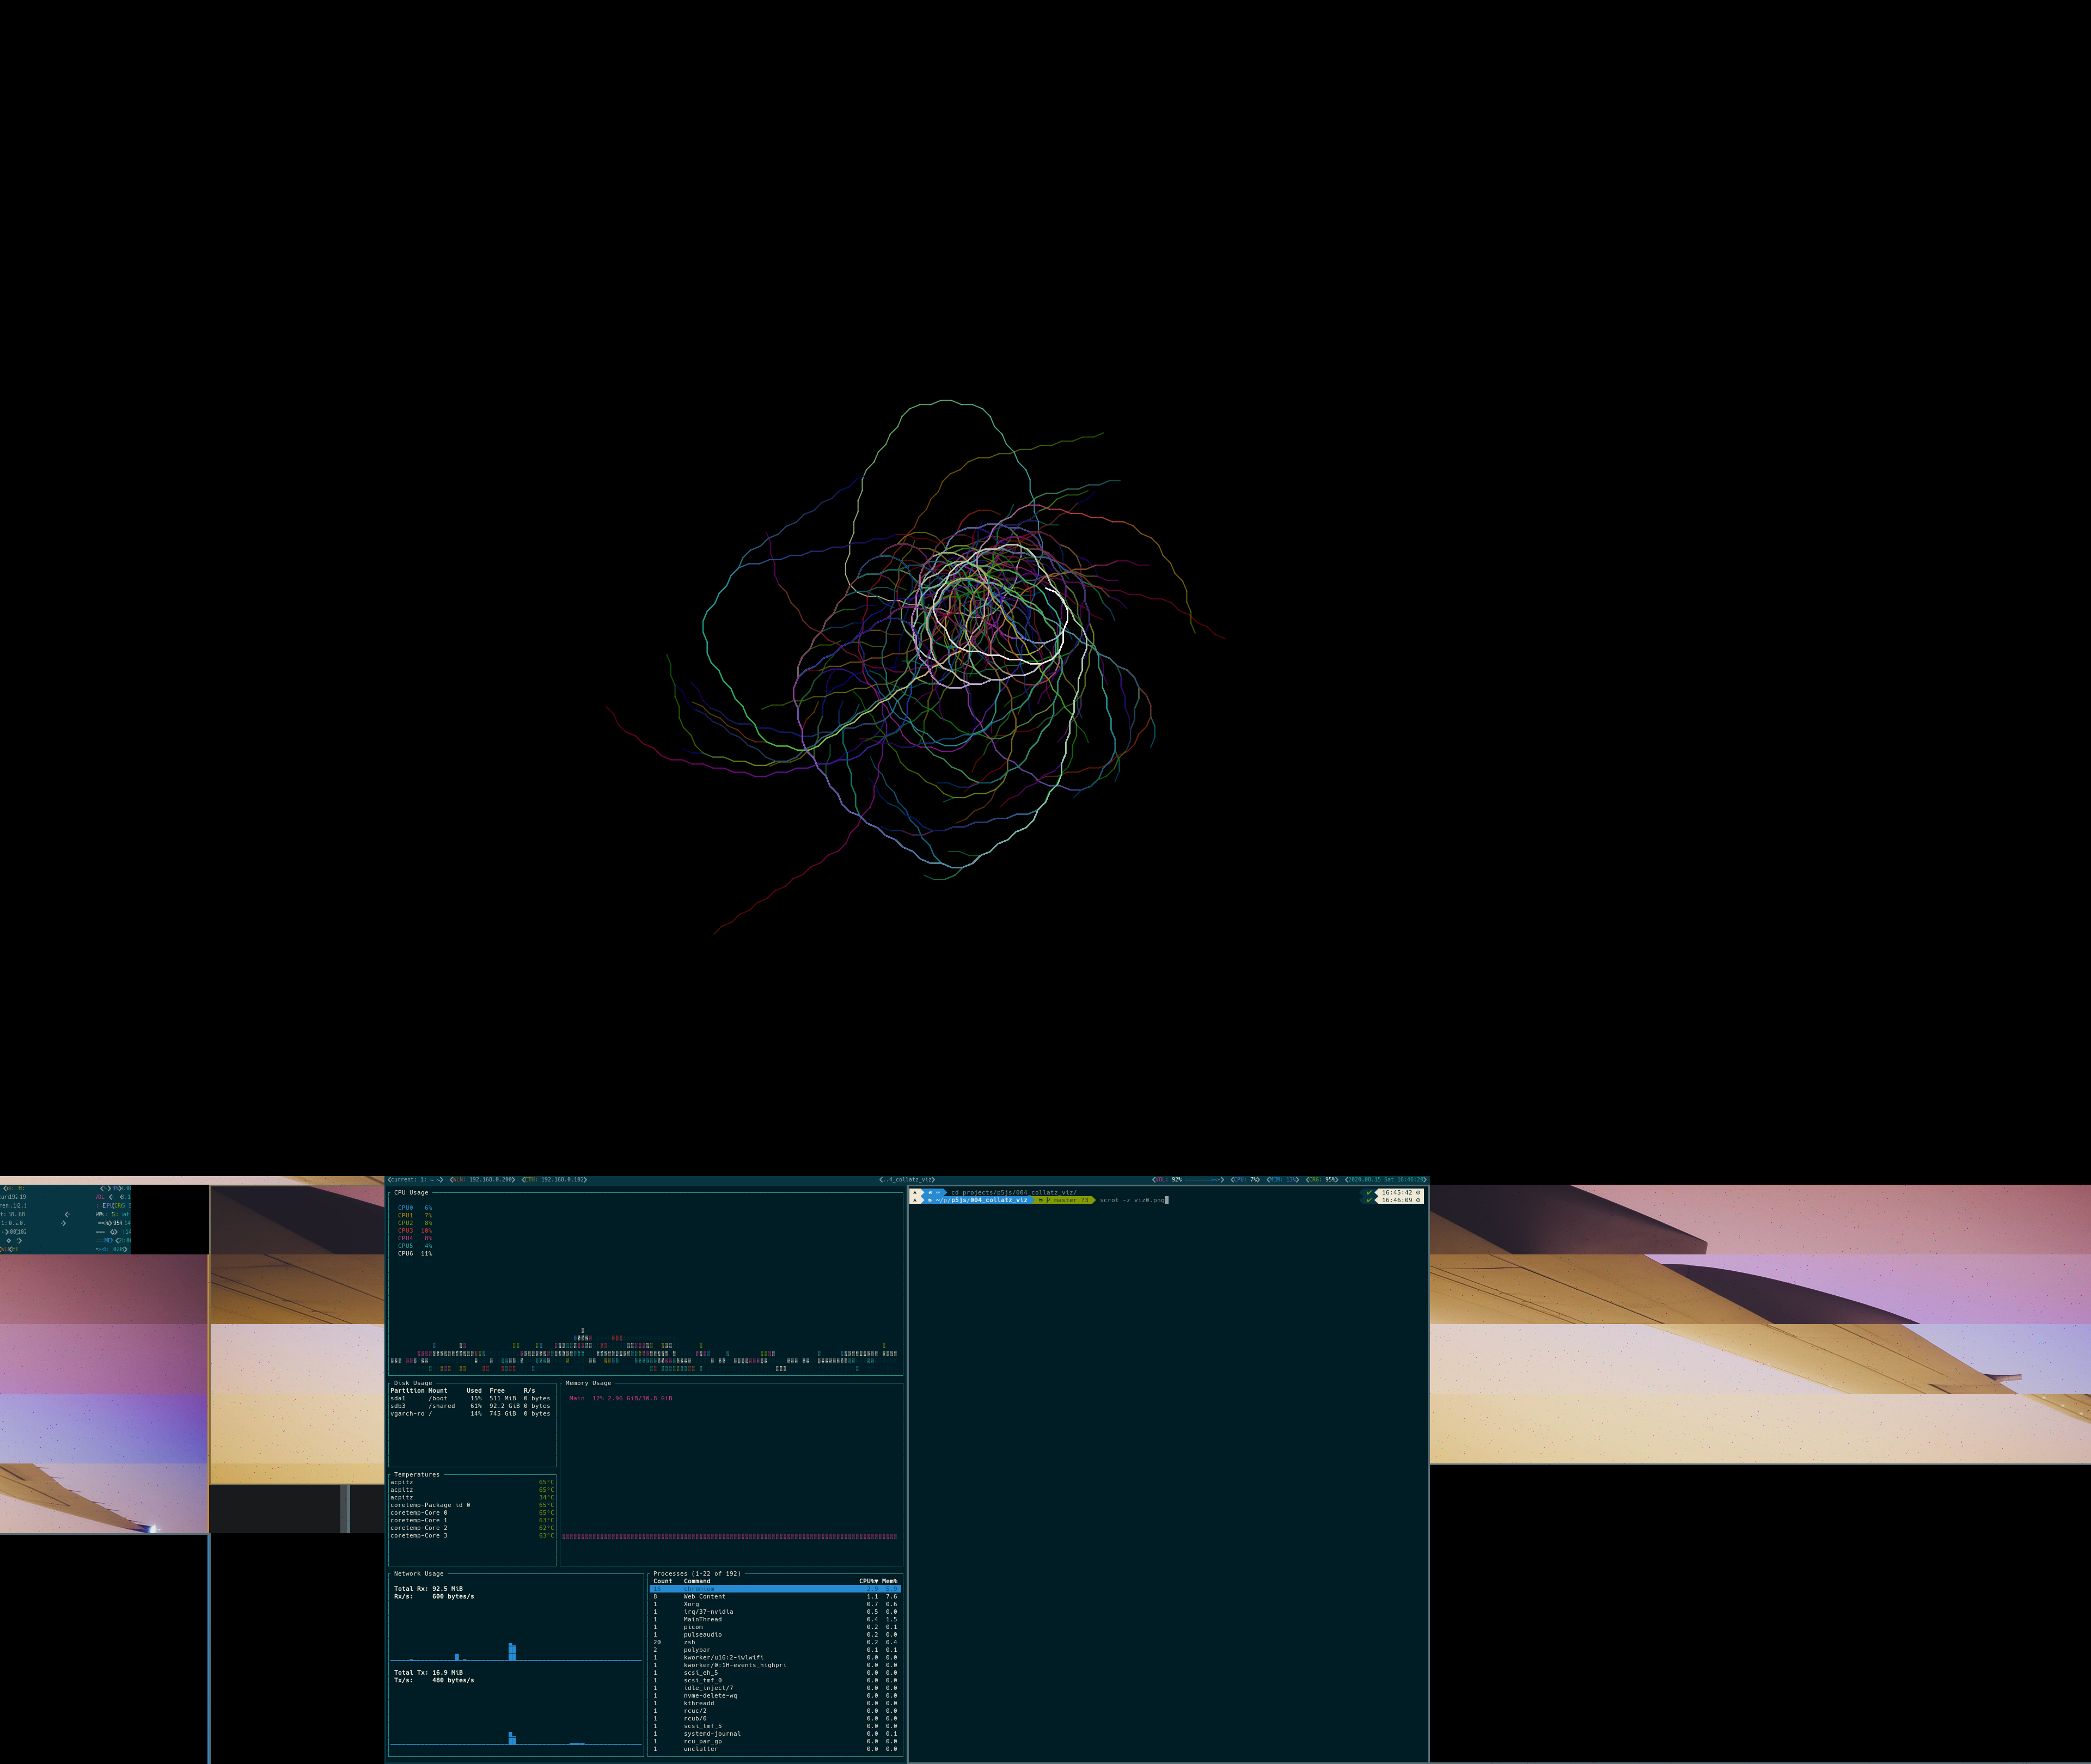 current: 1: ~ ~ WLN: 192.168.0.200 ETH: 192.168.0.102 ..4_collatz_viz VOL: 92% CPU: 7% MEM: 13% CRG: 95% 2020.08.15 Sat 16:46:20
CPU Usage
CPU0 6%
CPU1 7%
CPU2 8%
CPU3 10%
CPU4 8%
CPU5 4%
CPU6 11%
Disk Usage
Partition Mount Used Free R/s
sda1 /boot 15% 511 MiB 0 bytes
sdb3 /shared 61% 92.2 GiB 0 bytes
vgarch-ro / 14% 745 GiB 0 bytes
Memory Usage
Main 12% 2.96 GiB/30.8 GiB
Temperatures
acpitz 65°C
acpitz 65°C
acpitz 34°C
coretemp-Package id 0 65°C
coretemp-Core 0 65°C
coretemp-Core 1 63°C
coretemp-Core 2 62°C
coretemp-Core 3 63°C
Network Usage
Total Rx: 92.5 MiB
Rx/s: 600 bytes/s
Total Tx: 16.9 MiB
Tx/s: 480 bytes/s
Processes (1-22 of 192)
Count Command CPU%▼ Mem%
chromium
8 Web Content 1.1 7.6
1 Xorg 0.7 0.6
1 irq/37-nvidia 0.5 0.0
1 MainThread 0.4 1.5
1 picom 0.2 0.1
1 pulseaudio 0.2 0.0
20 zsh 0.2 0.4
2 polybar 0.1 0.1
1 kworker/u16:2-iwlwifi 0.0 0.0
1 kworker/0:1H-events_highpri 0.0 0.0
1 scsi_eh_5 0.0 0.0
1 scsi_tmf_0 0.0 0.0
1 idle_inject/7 0.0 0.0
1 nvme-delete-wq 0.0 0.0
1 kthreadd 0.0 0.0
1 rcuc/2 0.0 0.0
1 rcub/0 0.0 0.0
1 scsi_tmf_5 0.0 0.0
1 systemd-journal 0.0 0.1
1 rcu_par_gp 0.0 0.0
1 unclutter 0.0 0.0
~ cd projects/p5js/004_collatz_viz/ ✔ 16:45:42
~/p/p5js/004_collatz_viz master ?3 scrot -z viz0.png ✔ 16:46:09